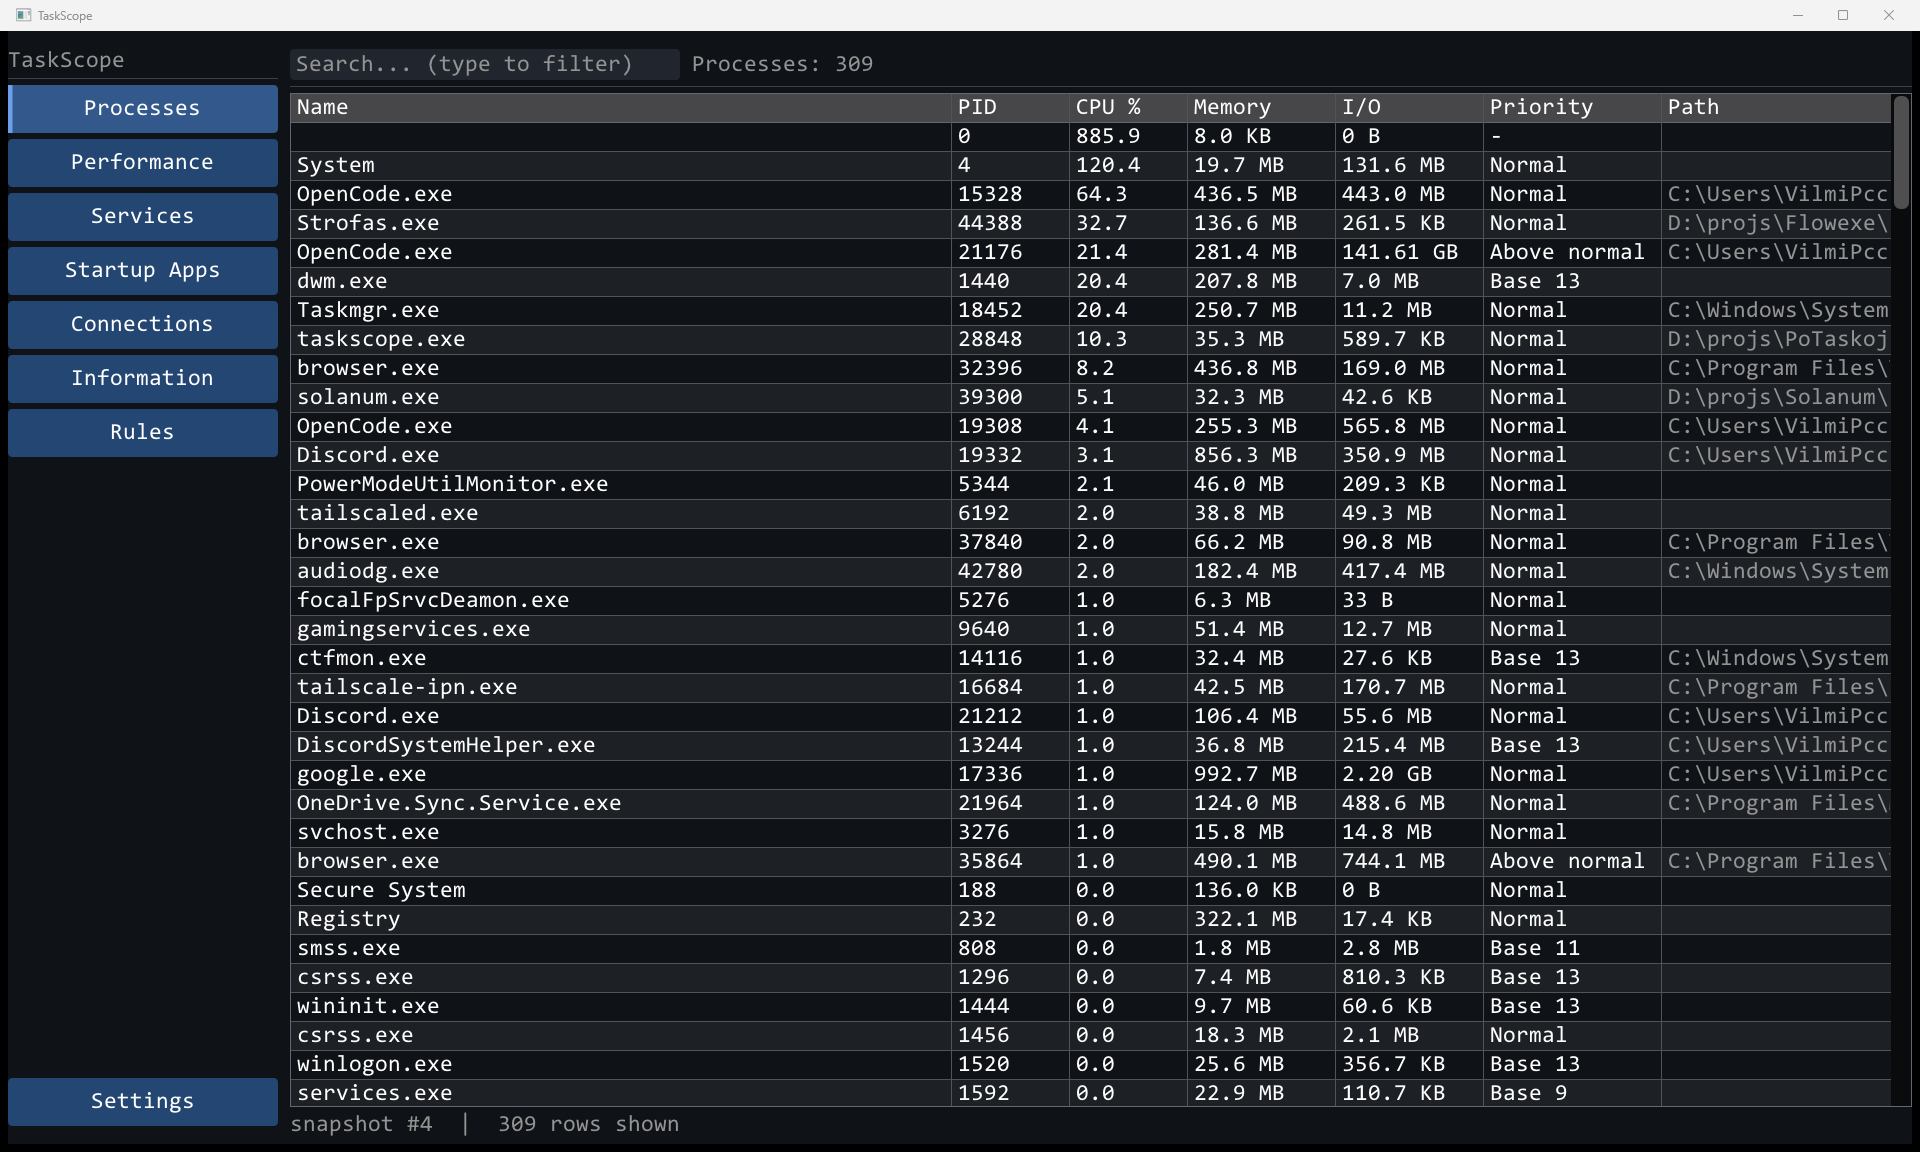 TaskScope
TaskScope
Search... (type to filter) Processes: 309
Processes
Performance
Services
Startup Apps
Connections
Information
Rules
Settings
Name PID CPU % Memory I/O Priority Path
0 885.9 8.0 KB 0 B -
System 4 120.4 19.7 MB 131.6 MB Normal
OpenCode.exe 15328 64.3 436.5 MB 443.0 MB Normal C:\Users\VilmiPcc
Strofas.exe 44388 32.7 136.6 MB 261.5 KB Normal D:\projs\Flowexe\
OpenCode.exe 21176 21.4 281.4 MB 141.61 GB Above normal C:\Users\VilmiPcc
dwm.exe 1440 20.4 207.8 MB 7.0 MB Base 13
Taskmgr.exe 18452 20.4 250.7 MB 11.2 MB Normal C:\Windows\System
taskscope.exe 28848 10.3 35.3 MB 589.7 KB Normal D:\projs\PoTaskoj
browser.exe 32396 8.2 436.8 MB 169.0 MB Normal C:\Program Files\
solanum.exe 39300 5.1 32.3 MB 42.6 KB Normal D:\projs\Solanum\
OpenCode.exe 19308 4.1 255.3 MB 565.8 MB Normal C:\Users\VilmiPcc
Discord.exe 19332 3.1 856.3 MB 350.9 MB Normal C:\Users\VilmiPcc
PowerModeUtilMonitor.exe 5344 2.1 46.0 MB 209.3 KB Normal
tailscaled.exe 6192 2.0 38.8 MB 49.3 MB Normal
browser.exe 37840 2.0 66.2 MB 90.8 MB Normal C:\Program Files\
audiodg.exe 42780 2.0 182.4 MB 417.4 MB Normal C:\Windows\System
focalFpSrvcDeamon.exe 5276 1.0 6.3 MB 33 B Normal
gamingservices.exe 9640 1.0 51.4 MB 12.7 MB Normal
ctfmon.exe 14116 1.0 32.4 MB 27.6 KB Base 13 C:\Windows\System
tailscale-ipn.exe 16684 1.0 42.5 MB 170.7 MB Normal C:\Program Files\
Discord.exe 21212 1.0 106.4 MB 55.6 MB Normal C:\Users\VilmiPcc
DiscordSystemHelper.exe 13244 1.0 36.8 MB 215.4 MB Base 13 C:\Users\VilmiPcc
google.exe 17336 1.0 992.7 MB 2.20 GB Normal C:\Users\VilmiPcc
OneDrive.Sync.Service.exe 21964 1.0 124.0 MB 488.6 MB Normal C:\Program Files\
svchost.exe 3276 1.0 15.8 MB 14.8 MB Normal
browser.exe 35864 1.0 490.1 MB 744.1 MB Above normal C:\Program Files\
Secure System 188 0.0 136.0 KB 0 B Normal
Registry 232 0.0 322.1 MB 17.4 KB Normal
smss.exe 808 0.0 1.8 MB 2.8 MB Base 11
csrss.exe 1296 0.0 7.4 MB 810.3 KB Base 13
wininit.exe 1444 0.0 9.7 MB 60.6 KB Base 13
csrss.exe 1456 0.0 18.3 MB 2.1 MB Normal
winlogon.exe 1520 0.0 25.6 MB 356.7 KB Base 13
services.exe 1592 0.0 22.9 MB 110.7 KB Base 9
snapshot #4 | 309 rows shown